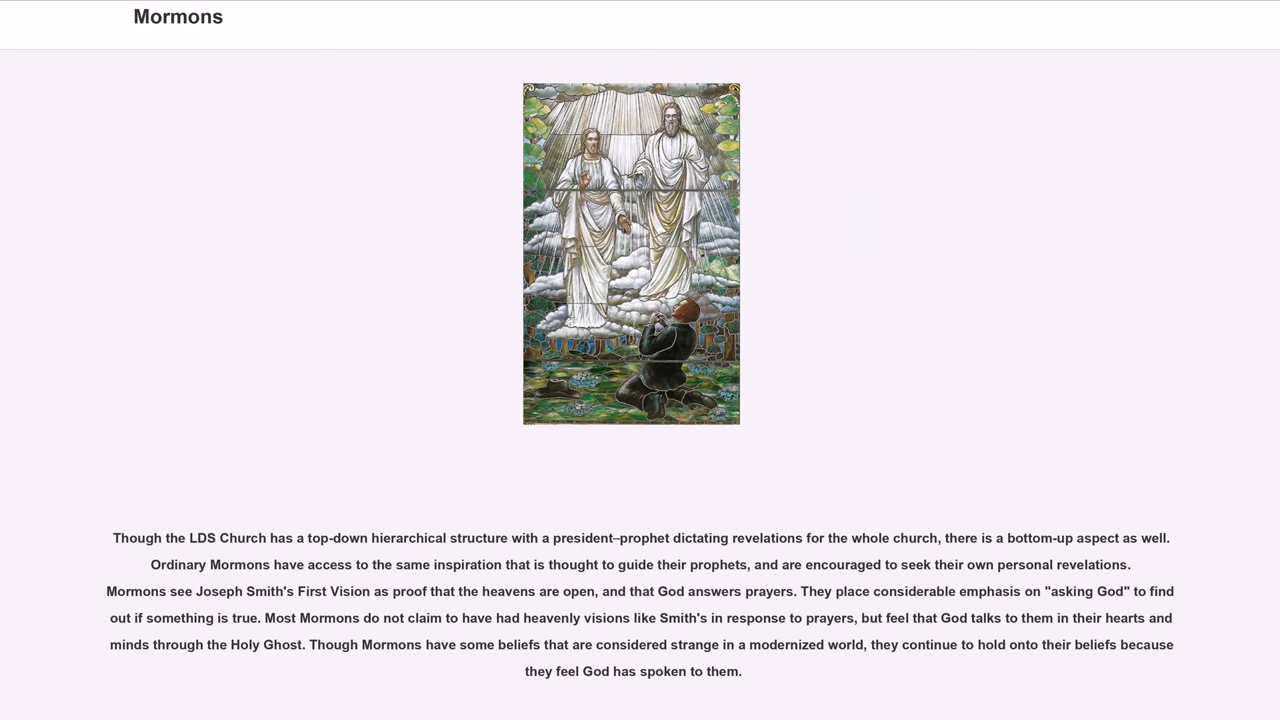 Mormons
Though the LDS Church has a top-down hierarchical structure with a president–prophet dictating revelations for the whole church, there is a bottom-up aspect as well.
Ordinary Mormons have access to the same inspiration that is thought to guide their prophets, and are encouraged to seek their own personal revelations.
Mormons see Joseph Smith's First Vision as proof that the heavens are open, and that God answers prayers. They place considerable emphasis on "asking God" to find
out if something is true. Most Mormons do not claim to have had heavenly visions like Smith's in response to prayers, but feel that God talks to them in their hearts and
minds through the Holy Ghost. Though Mormons have some beliefs that are considered strange in a modernized world, they continue to hold onto their beliefs because
they feel God has spoken to them.